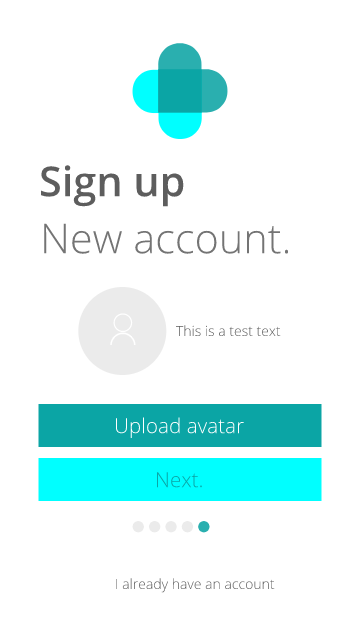 Sign up
New account.
This is a test text
Upload avatar
Next.
I already have an account